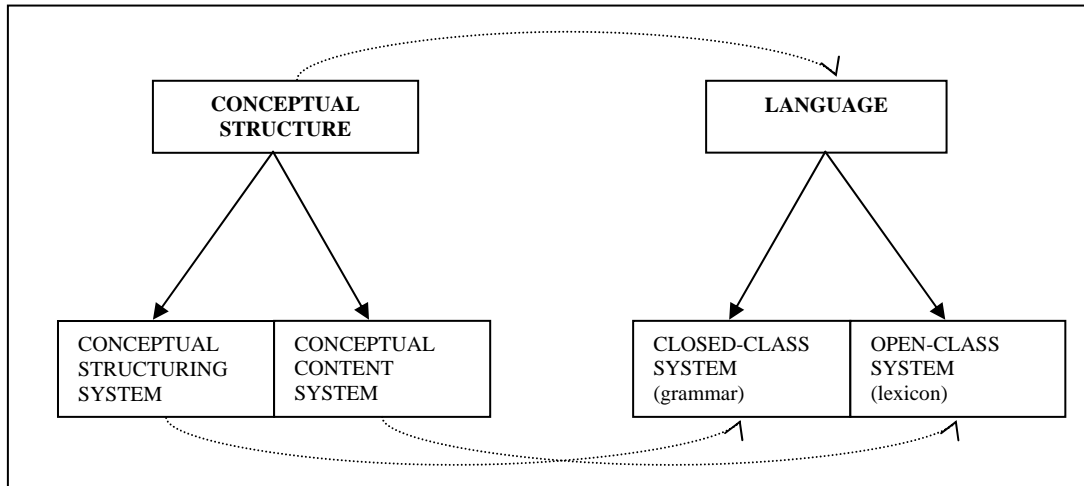 CONCEPTUAL
STRUCTURE
LANGUAGE
CONCEPTUAL
STRUCTURING
SYSTEM
CONCEPTUAL
CONTENT
SYSTEM
CLOSED-CLASS
SYSTEM
(grammar)
OPEN-CLASS
SYSTEM
(lexicon)